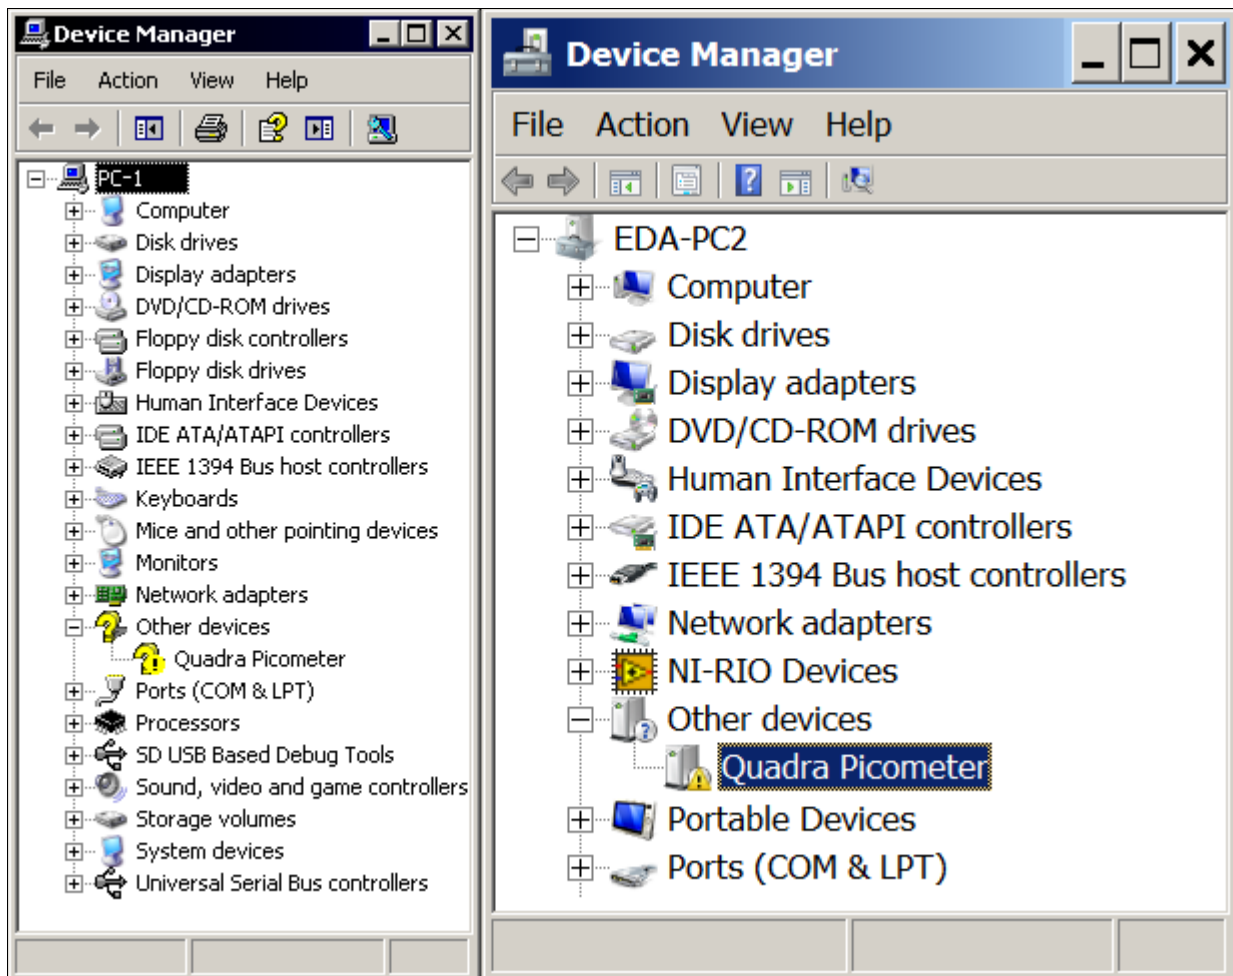 Device Manager
File Action View Help
PC-1
Computer
Disk drives
Display adapters
DVD/CD-ROM drives
Floppy disk controllers
Floppy disk drives
Human Interface Devices
IDE ATA/ATAPI controllers
IEEE 1394 Bus host controllers
Keyboards
Mice and other pointing devices
Monitors
Network adapters
Other devices
Quadra Picometer
Ports (COM & LPT)
Processors
SD USB Based Debug Tools
Sound, video and game controllers
Storage volumes
System devices
Universal Serial Bus controllers
Device Manager
File Action View Help
EDA-PC2
Computer
Disk drives
Display adapters
DVD/CD-ROM drives
Human Interface Devices
IDE ATA/ATAPI controllers
IEEE 1394 Bus host controllers
Network adapters
NI-RIO Devices
Other devices
Quadra Picometer
Portable Devices
Ports (COM & LPT)